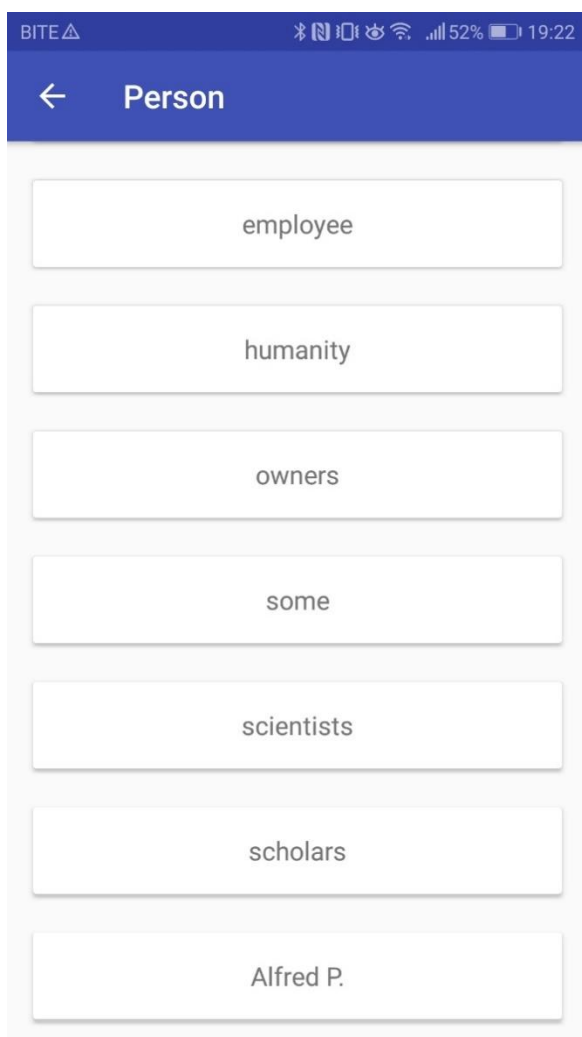 BITE
52% 19:22
Person
employee
humanity
owners
some
scientists
scholars
Alfred P.